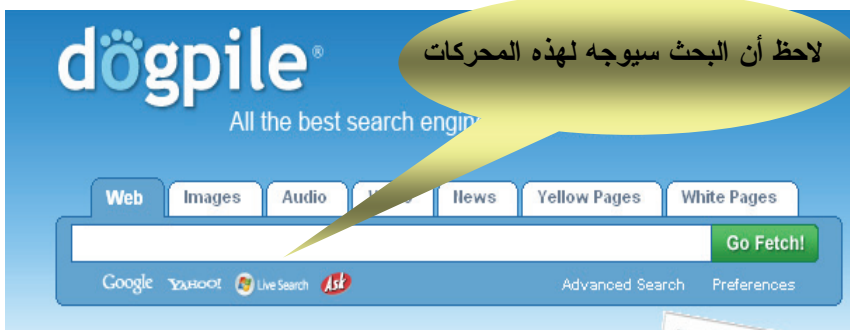 dogpile®
لاحظ أن البحث سيوجه لهذه المحركات
All the best search
Web Images Audio News Yellow Pages White Pages
Go Fetch!
Google YAHOO! Live Search Ask Advanced Search Preferences